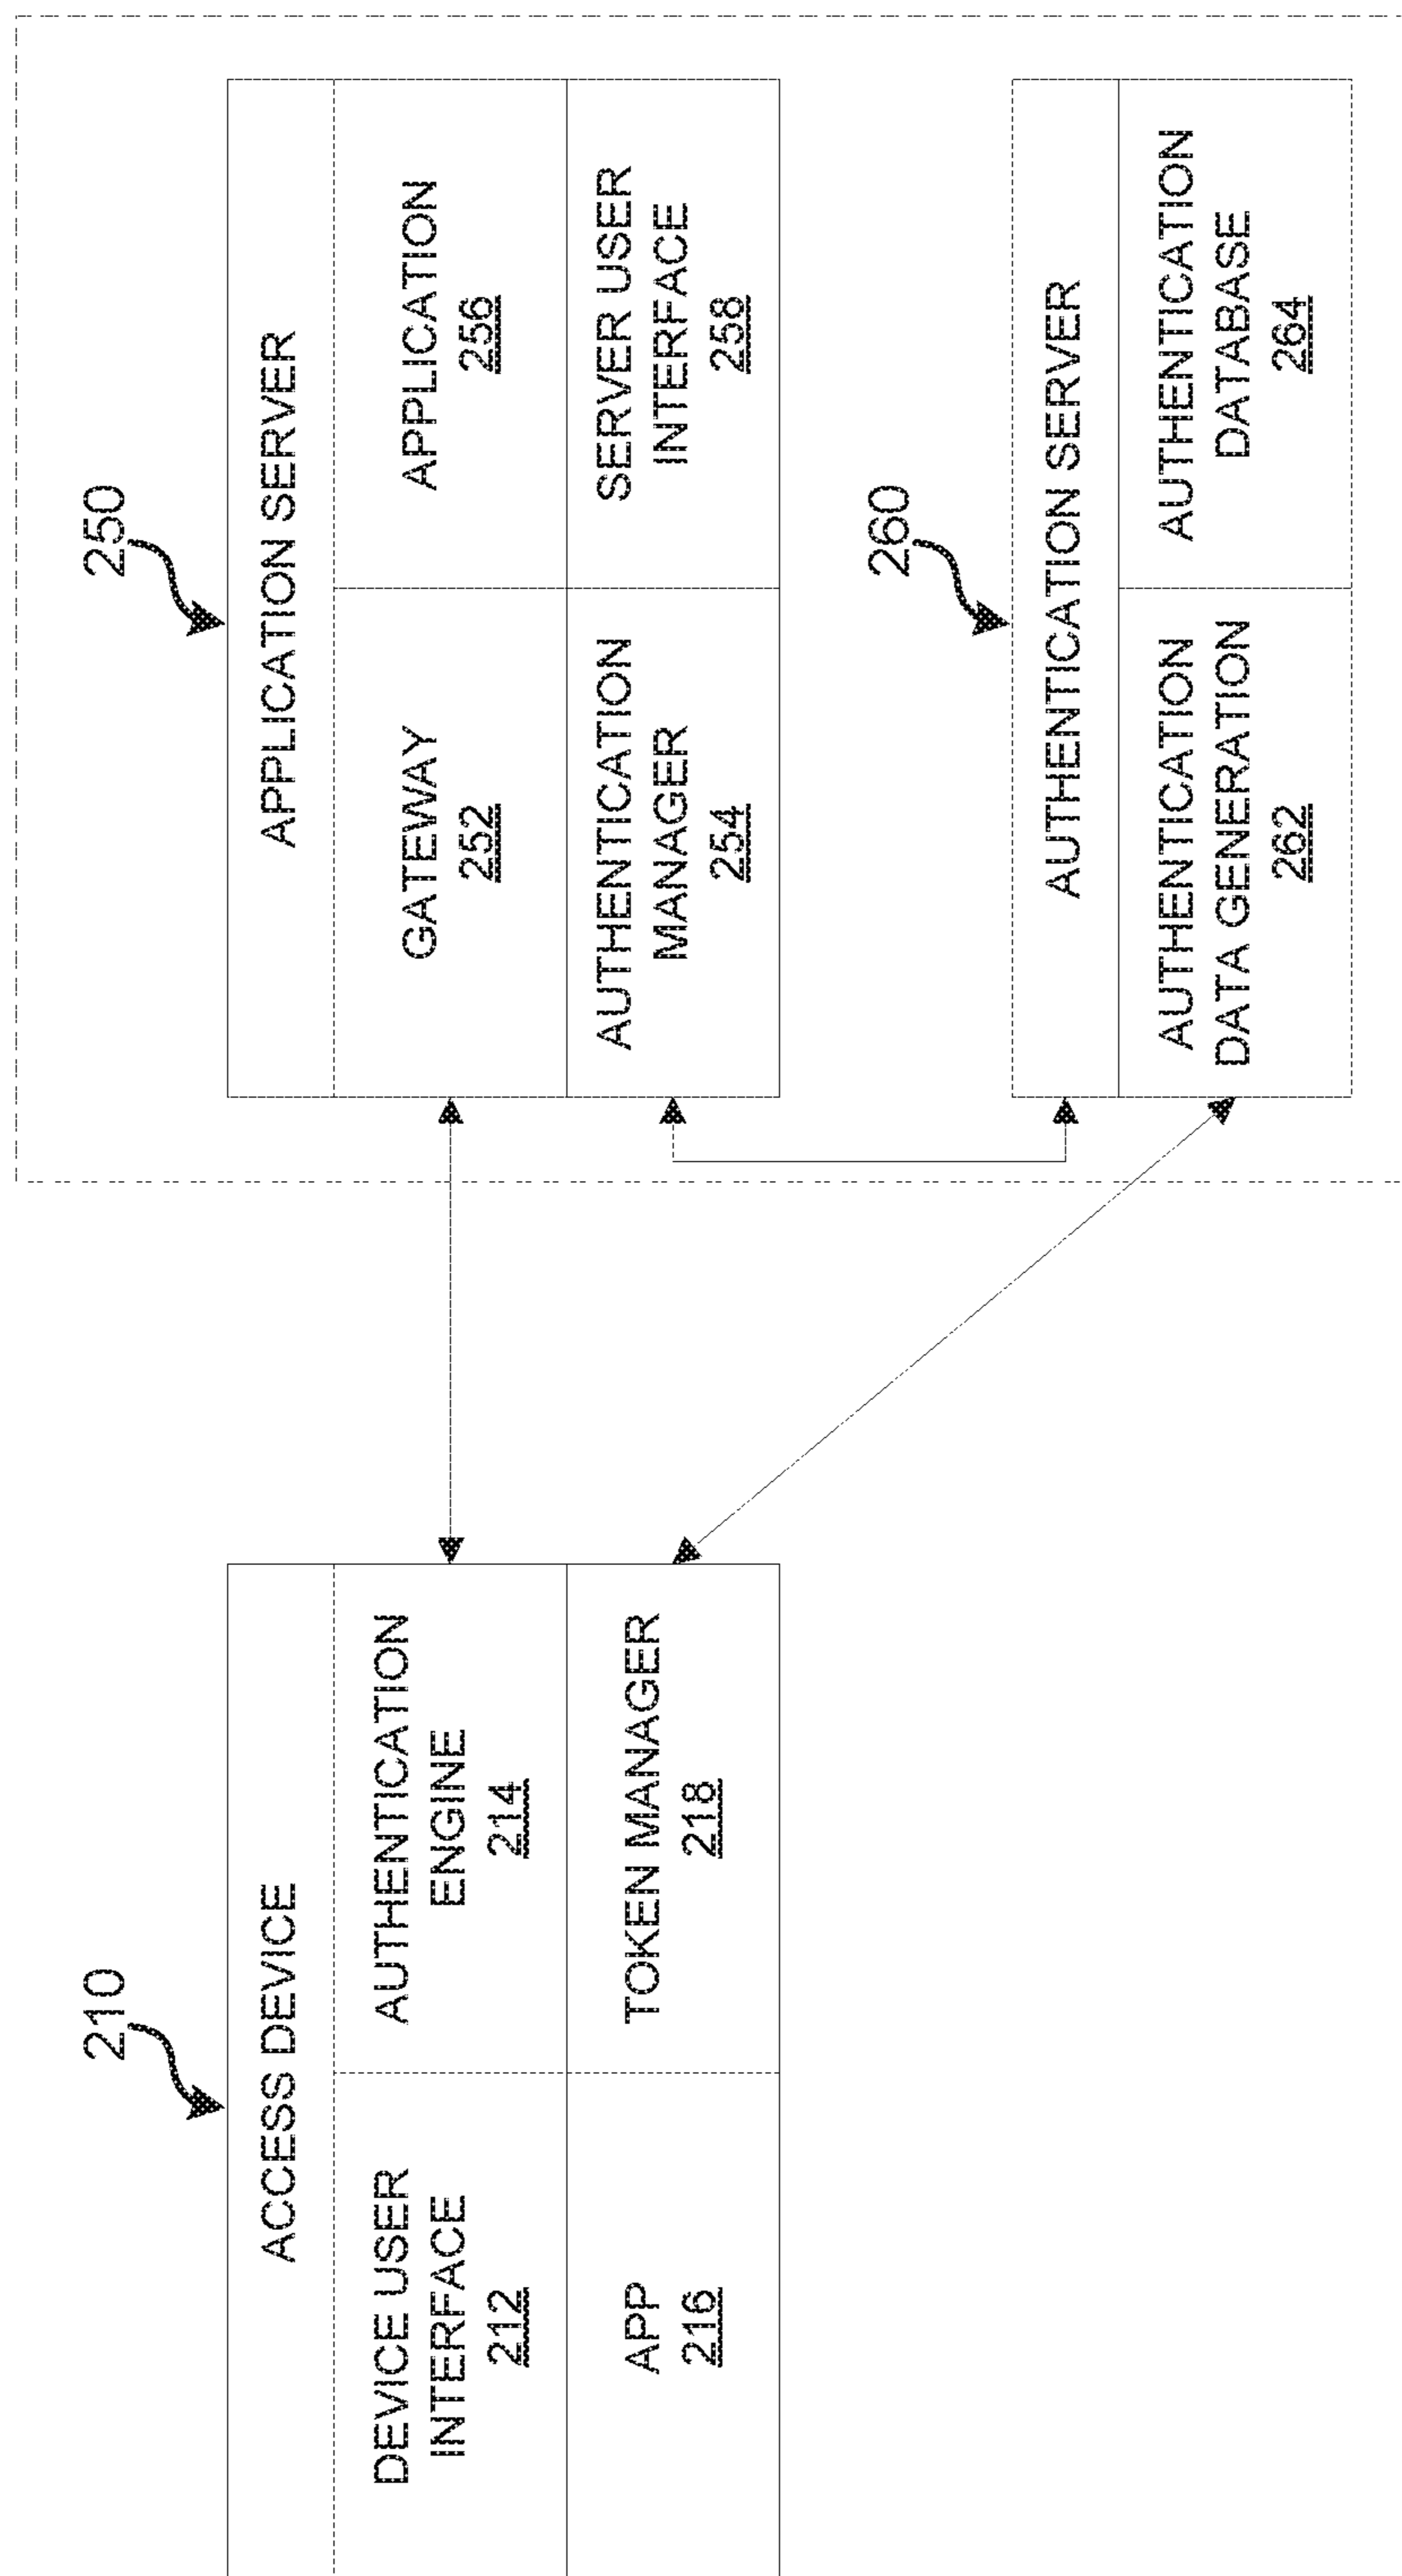 210
ACCESS DEVICE
DEVICE USER
INTERFACE
212
AUTHENTICATION
ENGINE
214
APP
216
TOKEN MANAGER
218
250
APPLICATION SERVER
GATEWAY
252
APPLICATION
256
AUTHENTICATION
MANAGER
254
SERVER USER
INTERFACE
258
260
AUTHENTICATION SERVER
AUTHENTICATION
DATA GENERATION
262
AUTHENTICATION
DATABASE
264